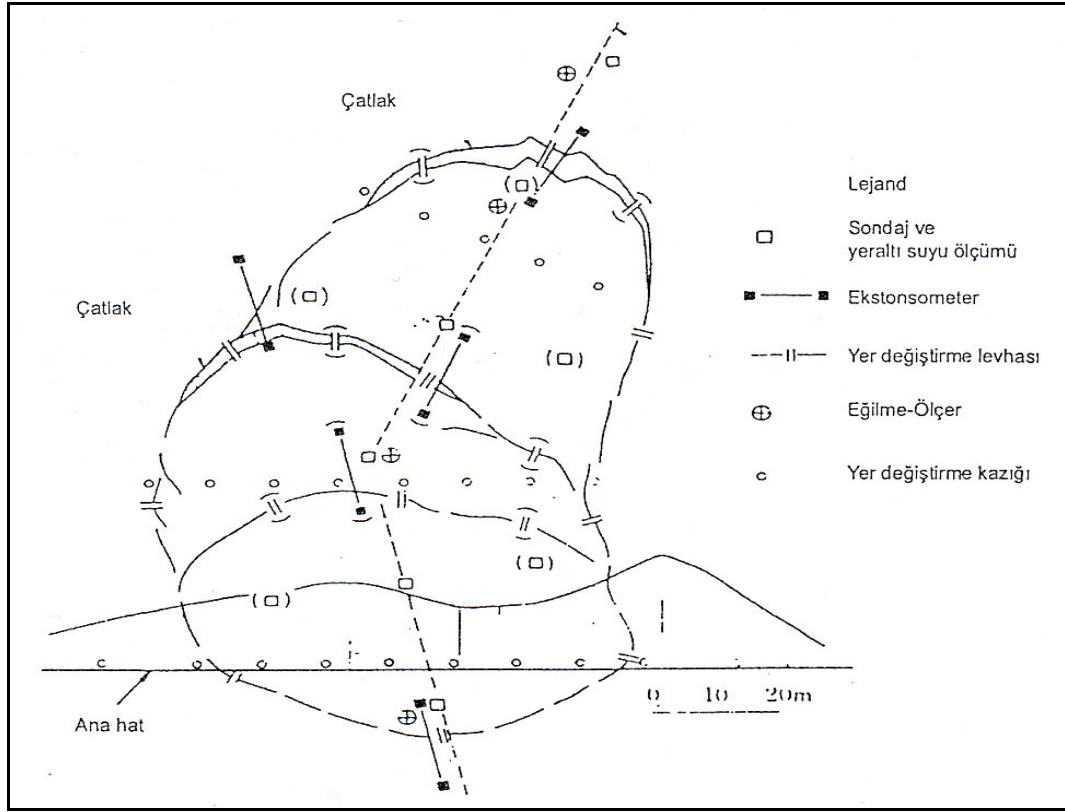 Çatlak
Çatlak
Lejand
Sondaj ve
yeraltı suyu ölçümü
Ekstonsometer
Yer değiştirme levhası
Eğilme-Ölçer
Yer değiştirme kazığı
Ana hat
0 10 20m